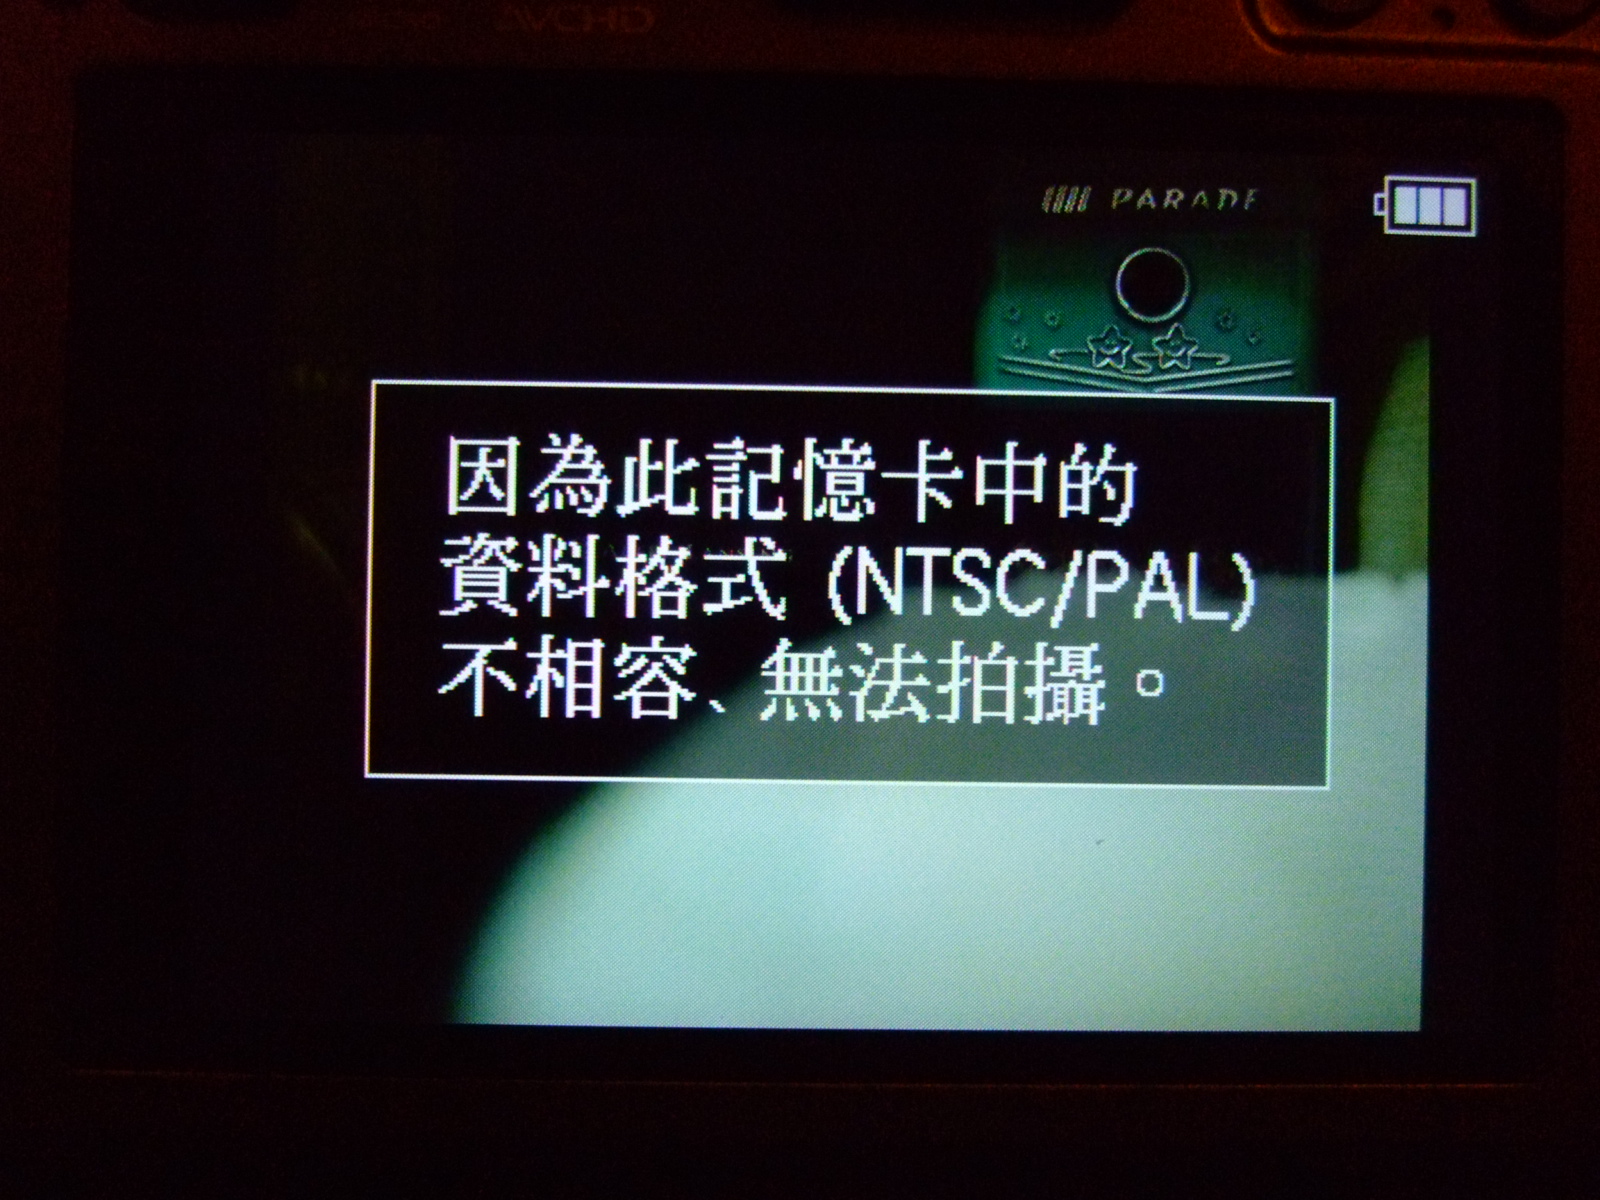 AVCHD
PARADE
因為此記憶卡中的
資料格式 (NTSC/PAL)
不相容、無法拍攝。